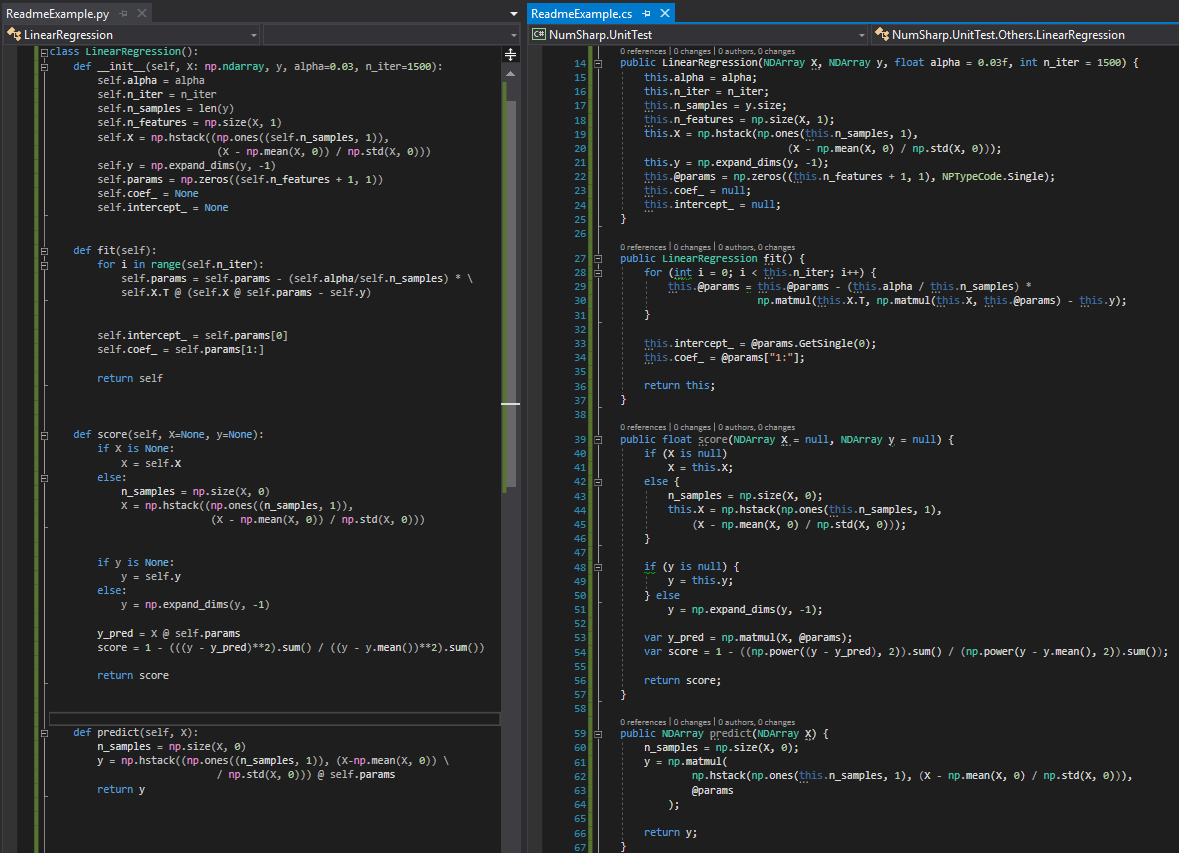 ReadmeExample.py
LinearRegression
class LinearRegression():
def __init__(self, X: np.ndarray, y, alpha=0.03, n_iter=1500):
self.alpha = alpha
self.n_iter = n_iter
self.n_samples = len(y)
self.n_features = np.size(X, 1)
self.X = np.hstack((np.ones((self.n_samples, 1)),
(X - np.mean(X, 0)) / np.std(X, 0)))
self.y = np.expand_dims(y, -1)
self.params = np.zeros((self.n_features + 1, 1))
self.coef_ = None
self.intercept_ = None
def fit(self):
for i in range(self.n_iter):
self.params = self.params - (self.alpha/self.n_samples) * \
self.X.T @ (self.X @ self.params - self.y)
self.intercept_ = self.params[0]
self.coef_ = self.params[1:]
return self
def score(self, X=None, y=None):
if X is None:
X = self.X
else:
n_samples = np.size(X, 0)
X = np.hstack((np.ones((n_samples, 1)),
(X - np.mean(X, 0)) / np.std(X, 0)))
if y is None:
y = self.y
else:
y = np.expand_dims(y, -1)
y_pred = X @ self.params
score = 1 - (((y - y_pred)**2).sum() / ((y - y.mean())**2).sum())
return score
def predict(self, X):
n_samples = np.size(X, 0)
y = np.hstack((np.ones((n_samples, 1)), (X-np.mean(X, 0)) \
/ np.std(X, 0))) @ self.params
return y
ReadmeExample.cs
C# NumSharp.UnitTest
NumSharp.UnitTest.Others.LinearRegression
0 references | 0 changes | 0 authors, 0 changes
14 public LinearRegression(NDArray X, NDArray y, float alpha = 0.03f, int n_iter = 1500) {
15 this.alpha = alpha;
16 this.n_iter = n_iter;
17 this.n_samples = y.size;
18 this.n_features = np.size(X, 1);
19 this.X = np.hstack(np.ones(this.n_samples, 1),
20 (X - np.mean(X, 0) / np.std(X, 0)));
21 this.y = np.expand_dims(y, -1);
22 this.@params = np.zeros((this.n_features + 1, 1), NPTypeCode.Single);
23 this.coef_ = null;
24 this.intercept_ = null;
25 }
26
0 references | 0 changes | 0 authors, 0 changes
27 public LinearRegression fit() {
28 for (int i = 0; i < this.n_iter; i++) {
29 this.@params = this.@params - (this.alpha / this.n_samples) *
30 np.matmul(this.X.T, np.matmul(this.X, this.@params) - this.y);
31 }
32
33 this.intercept_ = @params.GetSingle(0);
34 this.coef_ = @params["1:"];
35
36 return this;
37 }
38
0 references | 0 changes | 0 authors, 0 changes
39 public float score(NDArray X = null, NDArray y = null) {
40 if (X is null)
41 X = this.X;
42 else {
43 n_samples = np.size(X, 0);
44 this.X = np.hstack(np.ones(this.n_samples, 1),
45 (X - np.mean(X, 0) / np.std(X, 0)));
46 }
47
48 if (y is null) {
49 y = this.y;
50 } else
51 y = np.expand_dims(y, -1);
52
53 var y_pred = np.matmul(X, @params);
54 var score = 1 - ((np.power((y - y_pred), 2)).sum() / (np.power(y - y.mean(), 2)).sum());
55
56 return score;
57 }
58
0 references | 0 changes | 0 authors, 0 changes
59 public NDArray predict(NDArray X) {
60 n_samples = np.size(X, 0);
61 y = np.matmul(
62 np.hstack(np.ones(this.n_samples, 1), (X - np.mean(X, 0) / np.std(X, 0))),
63 @params
64 );
65
66 return y;
67 }